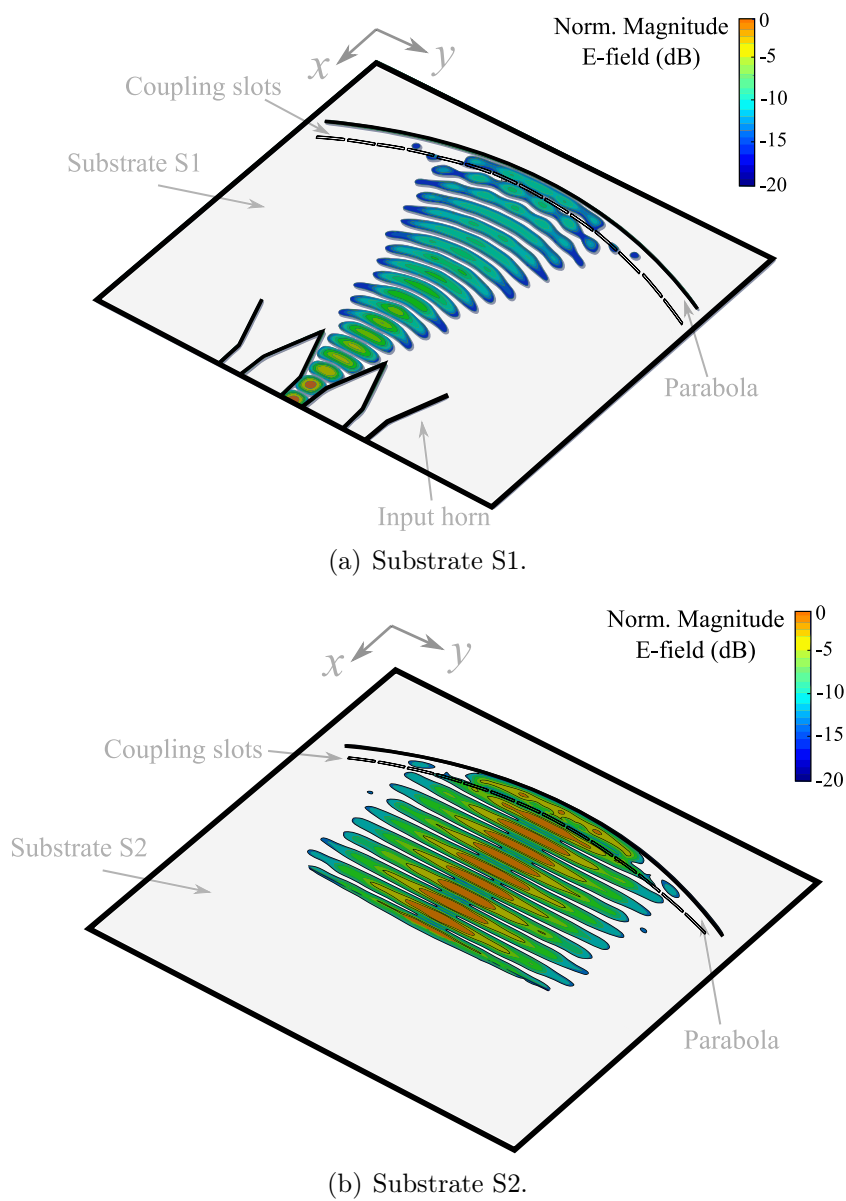 Norm. Magnitude
E-field (dB)
0
-5
-10
-15
-20
x
y
Coupling slots
Substrate S1
Parabola
Input horn
(a) Substrate S1.
Norm. Magnitude
E-field (dB)
0
-5
-10
-15
-20
x
y
Coupling slots
Substrate S2
Parabola
(b) Substrate S2.